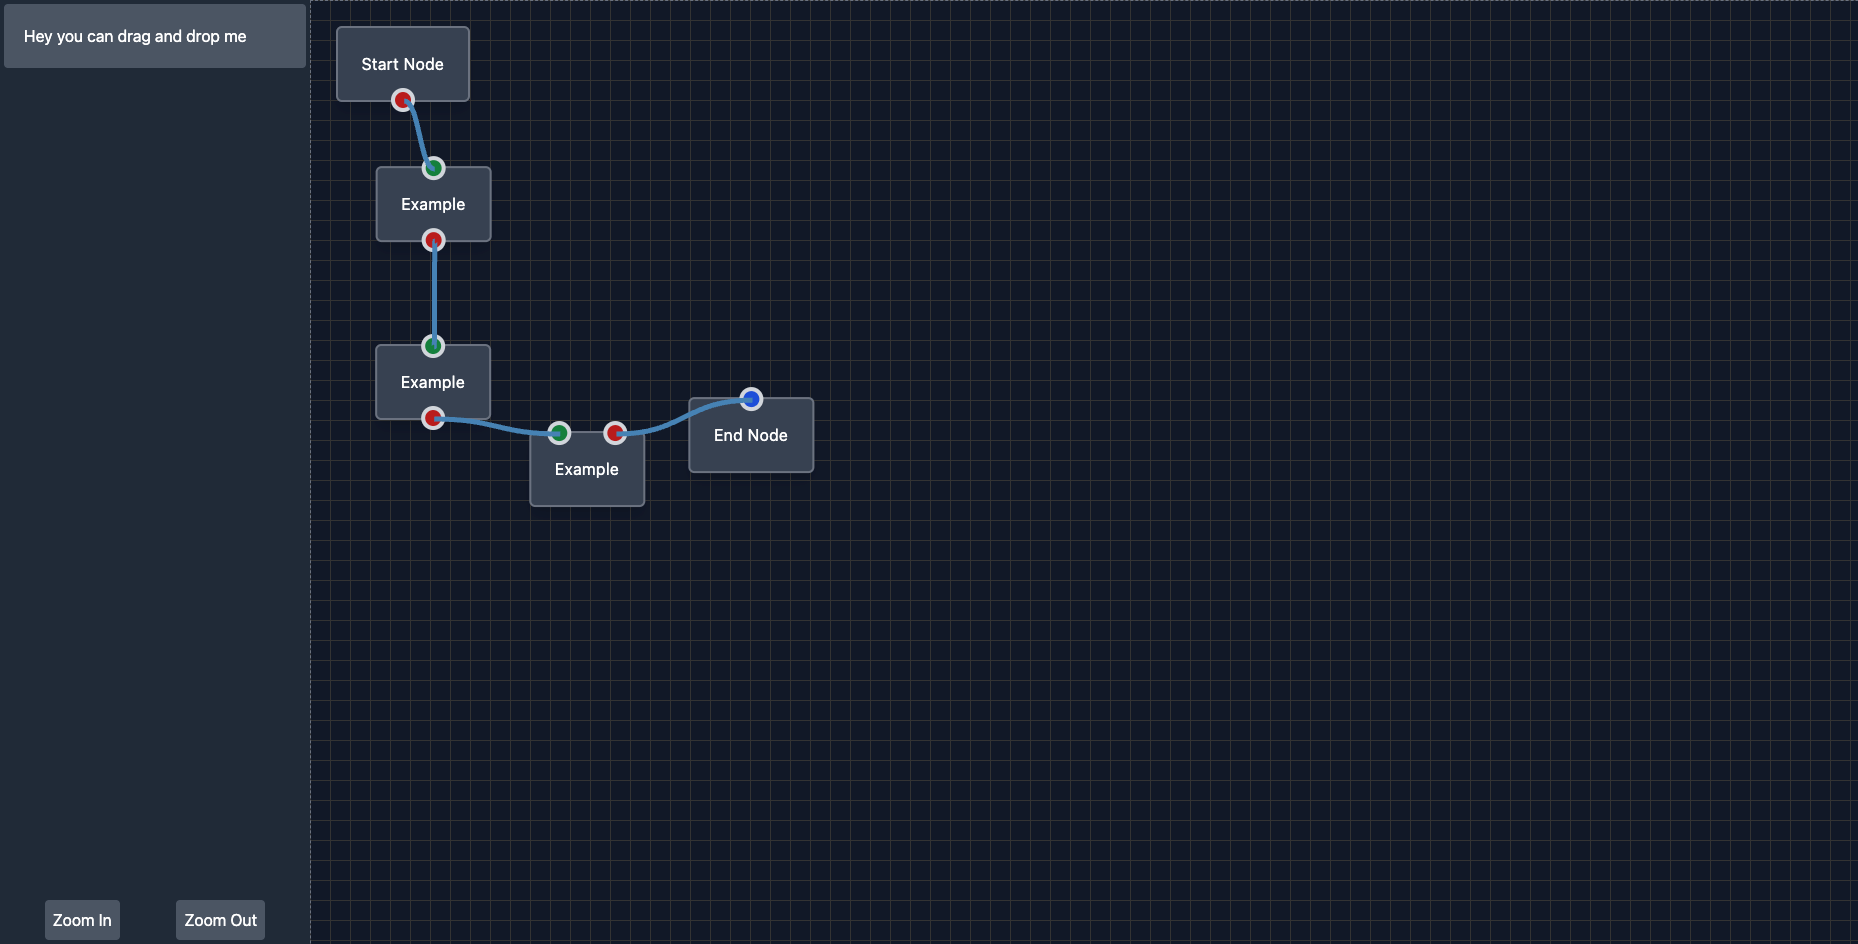 Hey you can drag and drop me
Start Node
Example
Example
Example
End Node
Zoom In
Zoom Out